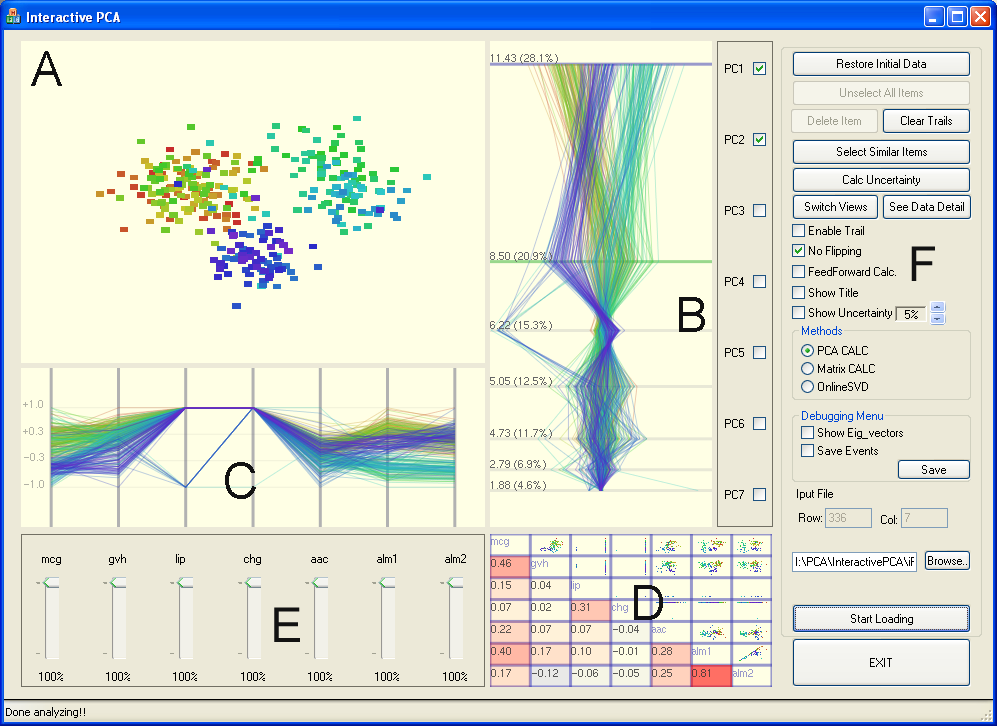 Interactive PCA
A
11.43 (28.1%)
8.50 (20.9%)
6.22 (15.3%)
5.05 (12.5%)
4.73 (11.7%)
2.79 (6.9%)
1.88 (4.6%)
B
PC1
PC2
PC3
PC4
PC5
PC6
PC7
+1.0
+0.3
-0.3
-1.0
C
mcg gvh lip chg aac alm1 alm2
E
100% 100% 100% 100% 100% 100% 100%
mcg
0.46 gvh
0.15 0.04 lip
0.07 0.02 0.31 chg
D
0.22 0.07 0.07 -0.04 aac
0.40 0.17 0.10 -0.01 0.28 alm1
0.17 -0.12 -0.06 -0.05 0.25 0.81 alm2
Restore Initial Data
Unselect All Items
Delete Item Clear Trails
Select Similar Items
Calc Uncertainty
Switch Views See Data Detail
Enable Trail
No Flipping
F
FeedForward Calc.
Show Title
Show Uncertainty 5%
Methods
PCA CALC
Matrix CALC
OnlineSVD
Debugging Menu
Show Eig_vectors
Save Events
Save
Iput File
Row: 336 Col: 7
I:\PCA\InteractivePCA\iF Browse..
Start Loading
EXIT
Done analyzing!!